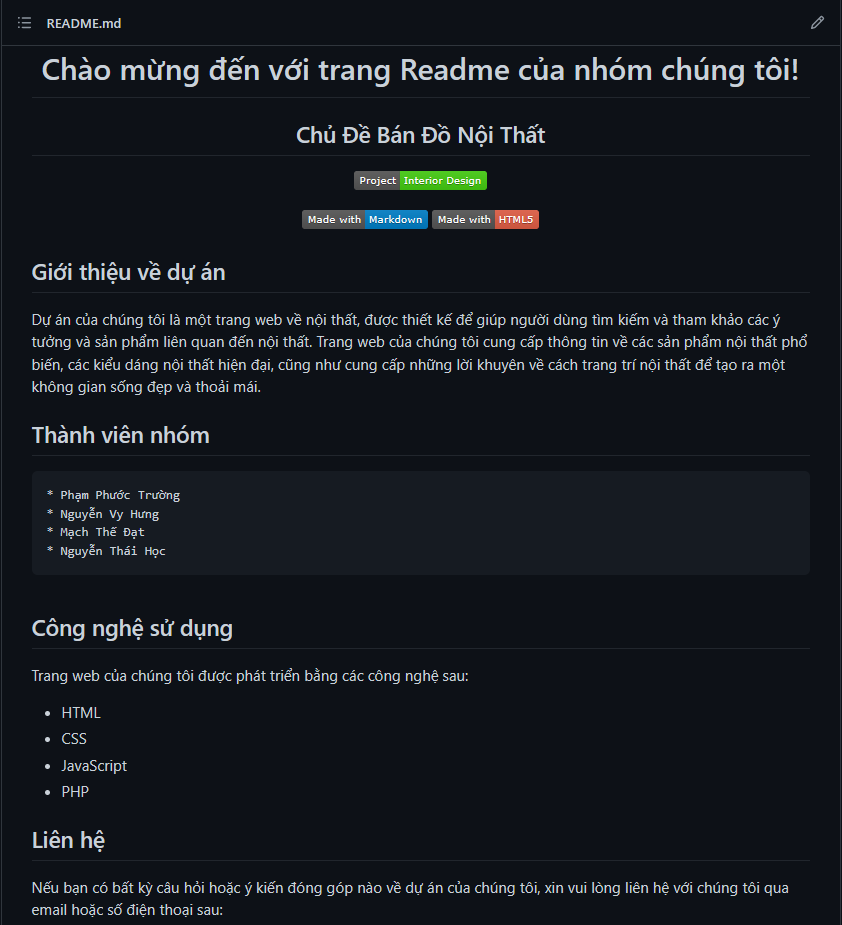 README.md
Chào mừng đến với trang Readme của nhóm chúng tôi!
Chủ Đề Bán Đồ Nội Thất
Project Interior Design
Made with Markdown Made with HTML5
Giới thiệu về dự án
Dự án của chúng tôi là một trang web về nội thất, được thiết kế để giúp người dùng tìm kiếm và tham khảo các ý
tưởng và sản phẩm liên quan đến nội thất. Trang web của chúng tôi cung cấp thông tin về các sản phẩm nội thất phổ
biến, các kiểu dáng nội thất hiện đại, cũng như cung cấp những lời khuyên về cách trang trí nội thất để tạo ra một
không gian sống đẹp và thoải mái.
Thành viên nhóm
* Phạm Phước Trường
* Nguyễn Vy Hưng
* Mạch Thế Đạt
* Nguyễn Thái Học
Công nghệ sử dụng
Trang web của chúng tôi được phát triển bằng các công nghệ sau:
• HTML
• CSS
• JavaScript
• PHP
Liên hệ
Nếu bạn có bất kỳ câu hỏi hoặc ý kiến đóng góp nào về dự án của chúng tôi, xin vui lòng liên hệ với chúng tôi qua
email hoặc số điện thoại sau: